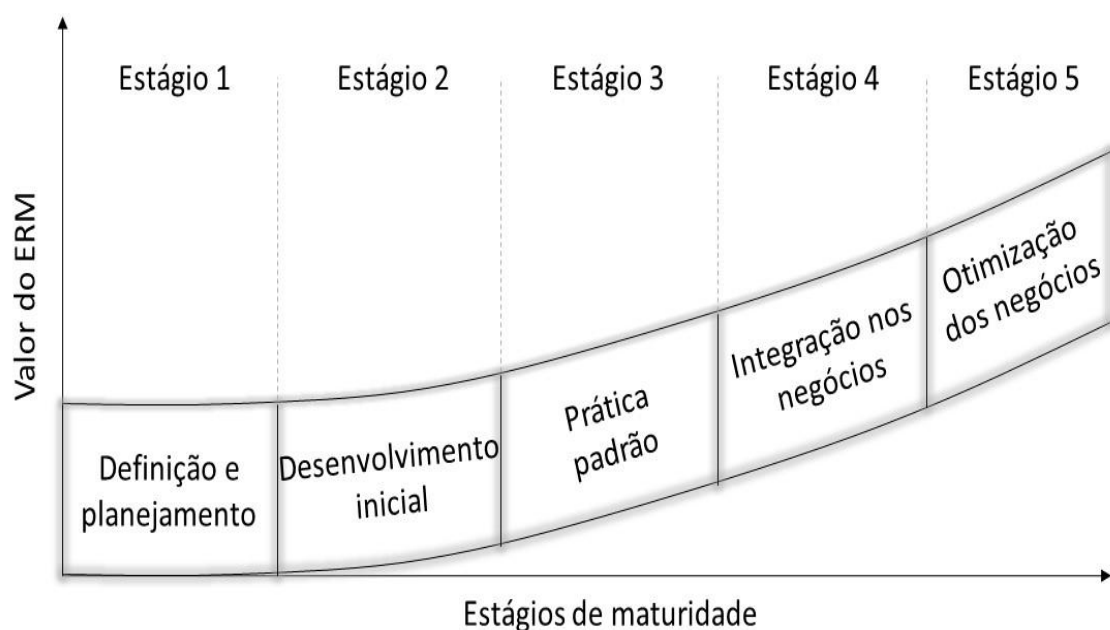 Estágio 1
Estágio 2
Estágio 3
Estágio 4
Estágio 5
Valor do ERM
Definição e
planejamento
Desenvolvimento
inicial
Prática
padrão
Integração nos
negócios
Otimização
dos negócios
Estágios de maturidade